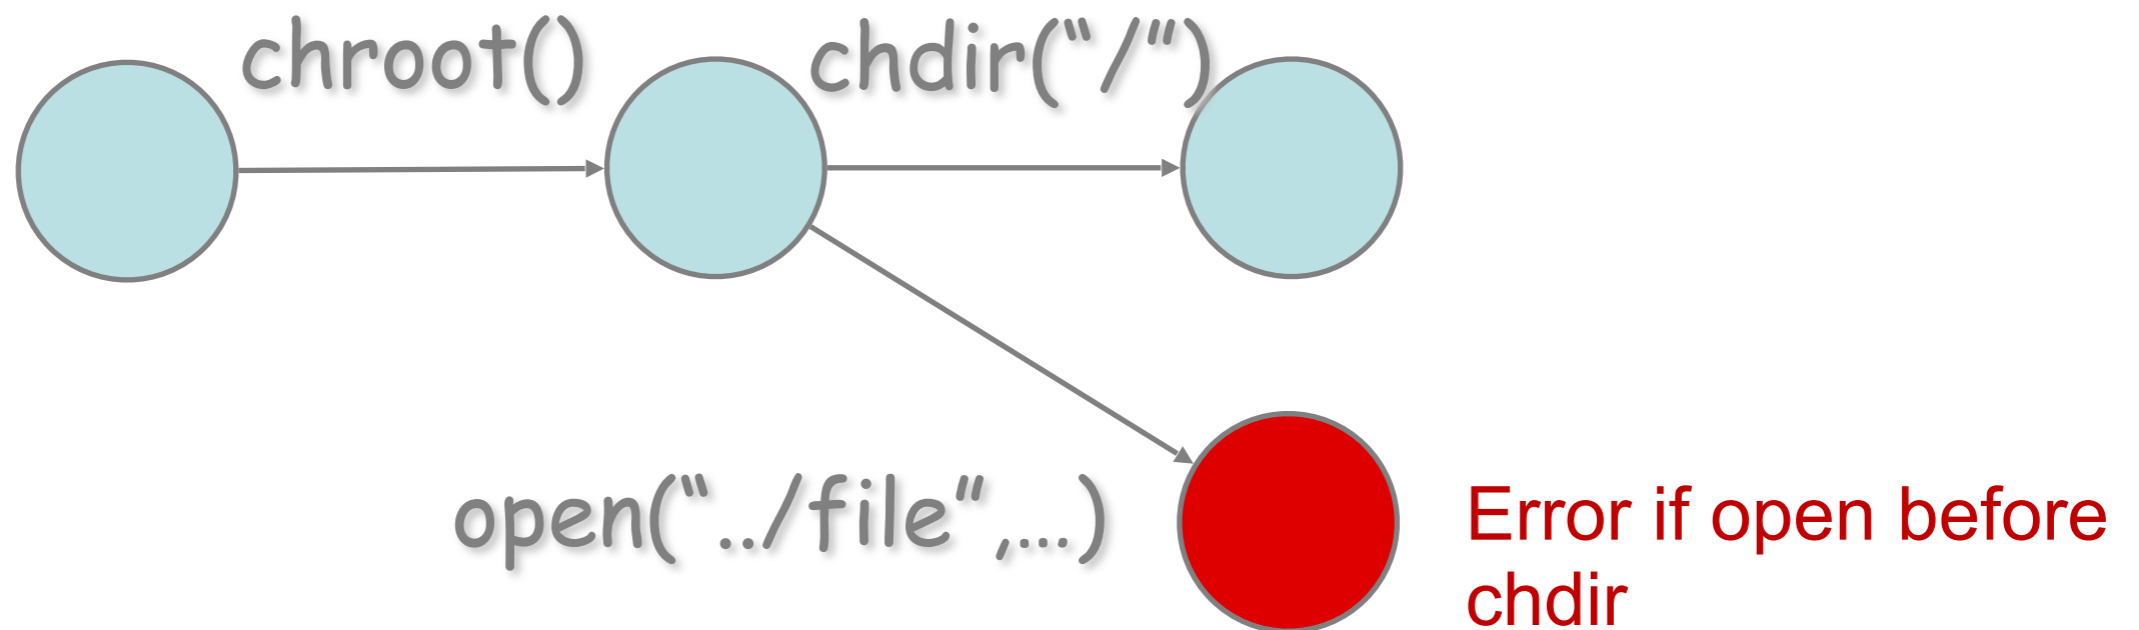 chroot()
chdir(“/”)
open(“../file”,…)
Error if open before
chdir